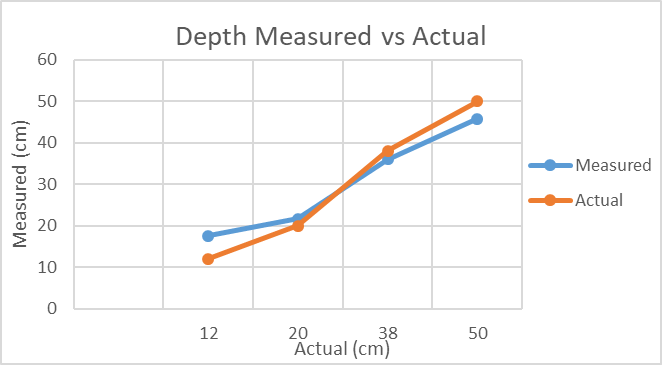 Depth Measured vs Actual
60
50
40
30
20
10
0
Measured (cm)
12 20 38 50
Actual (cm)
Measured
Actual